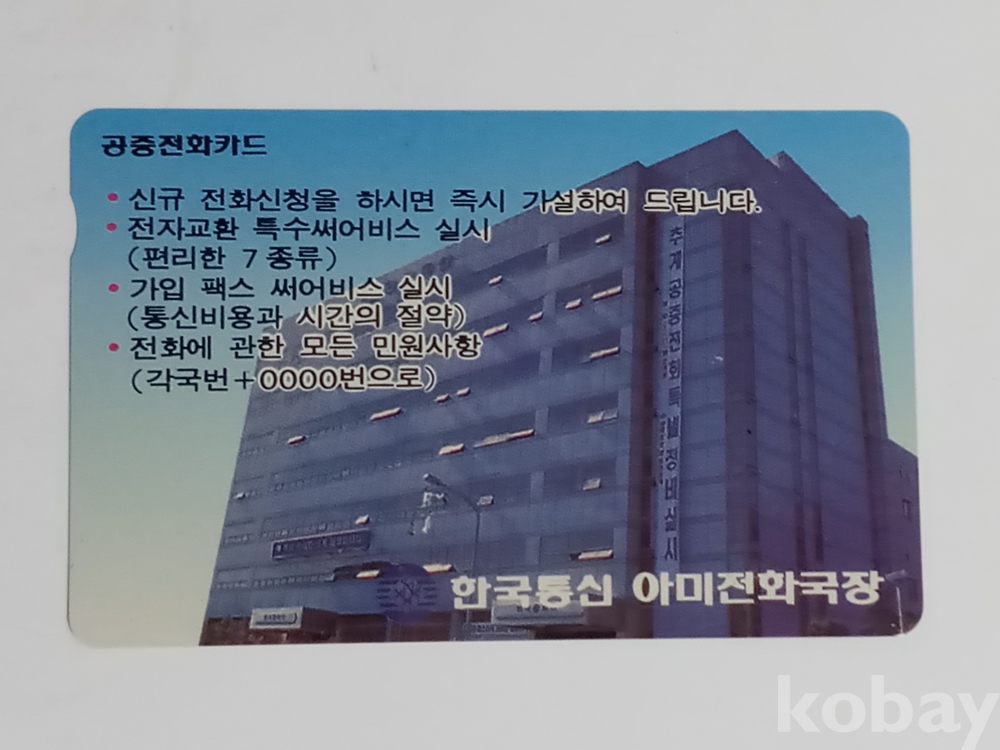 공중전화카드
• 신규 전화신청을 하시면 즉시 가설하여 드립니다.
• 전자교환 특수써어비스 실시
(편리한 7종류)
• 가입 팩스 써어비스 실시
(통신비용과 시간의 절약)
• 전화에 관한 모든 민원사항
(각국번+0000번으로)
추계공중전화특별정비실시
한국통신 아미전화국장
kobay